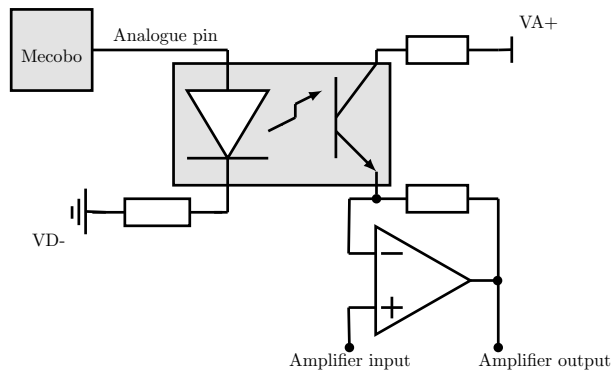 VA+
Analogue pin
Mecobo
VD-
Amplifier input
Amplifier output